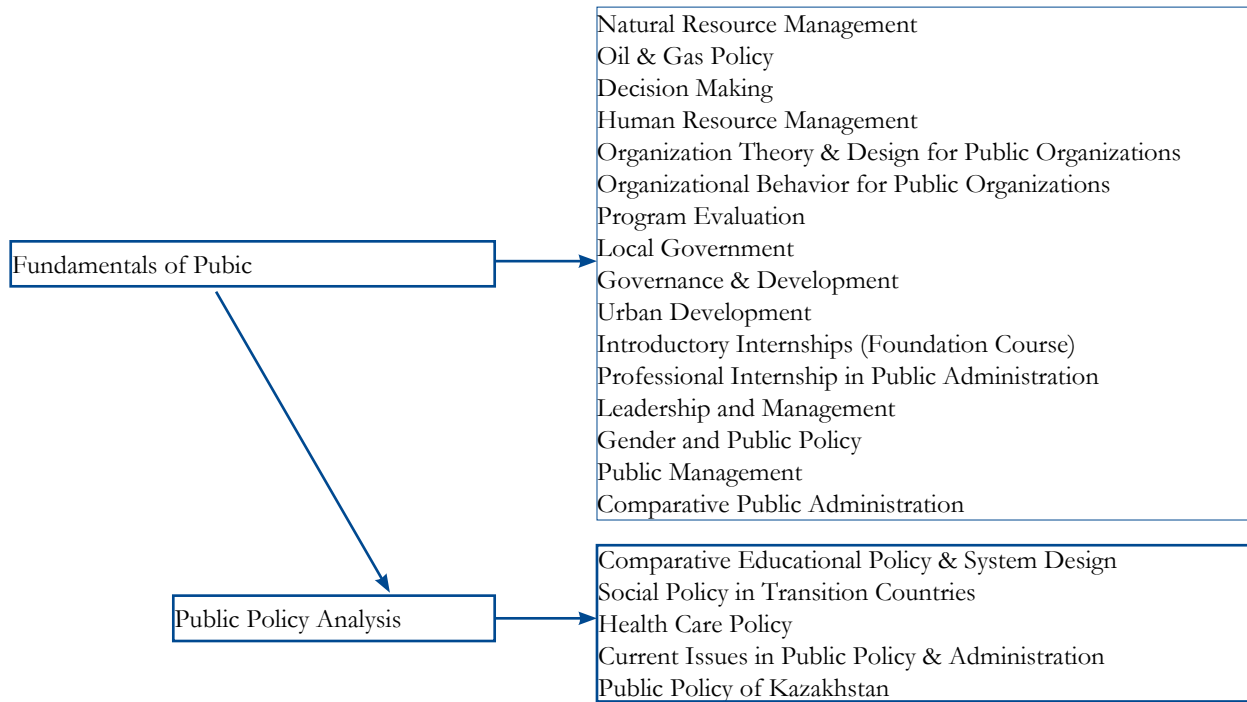 Natural Resource Management
Oil & Gas Policy
Decision Making
Human Resource Management
Organization Theory & Design for Public Organizations
Organizational Behavior for Public Organizations
Program Evaluation
Local Government
Governance & Development
Urban Development
Introductory Internships (Foundation Course)
Professional Internship in Public Administration
Leadership and Management
Gender and Public Policy
Public Management
Comparative Public Administration
Fundamentals of Pubic
Public Policy Analysis
Comparative Educational Policy & System Design
Social Policy in Transition Countries
Health Care Policy
Current Issues in Public Policy & Administration
Public Policy of Kazakhstan